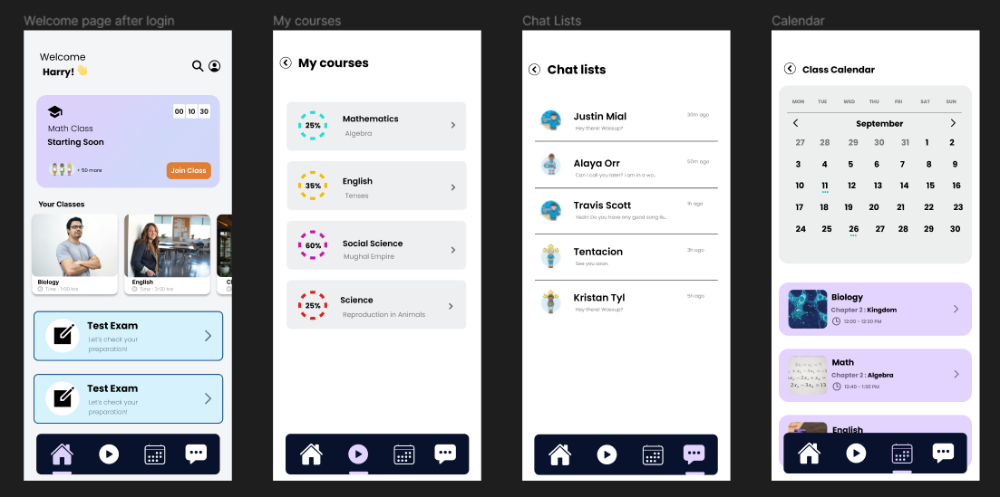 Welcome page after login
Welcome
Harry!
00 10 30
Math Class
Starting Soon
+ 50 more
Join Class
Your Classes
Biology
Time : 1:00 hrs
English
Time : 2:00 hrs
Test Exam
Let's check your
preparation!
Test Exam
Let's check your
preparation!
My courses
My courses
25%
Mathematics
Algebra
35%
English
Tenses
60%
Social Science
Mughal Empire
25%
Science
Reproduction in Animals
Chat Lists
Chat lists
Justin Mial
30m ago
Hey there! Wassup?
Alaya Orr
50m ago
Can i call you later? i am in a wo..
Travis Scott
1h ago
Yeah! Do you have any good song lis..
Tentacion
3h ago
See you soon
Kristan Tyl
5h ago
Hey there! Wassup?
Calendar
Class Calendar
MON TUE WED THU FRI SAT SUN
September
27 28 29 30 31 1 2
3 4 5 6 7 8 9
10 11 12 13 14 15 16
17 18 19 20 21 22 23
24 25 26 27 28 29 30
Biology
Chapter 2 : Kingdom
12:00 - 12:30 PM
Math
Chapter 2 : Algebra
12:40 - 1:30 PM
English